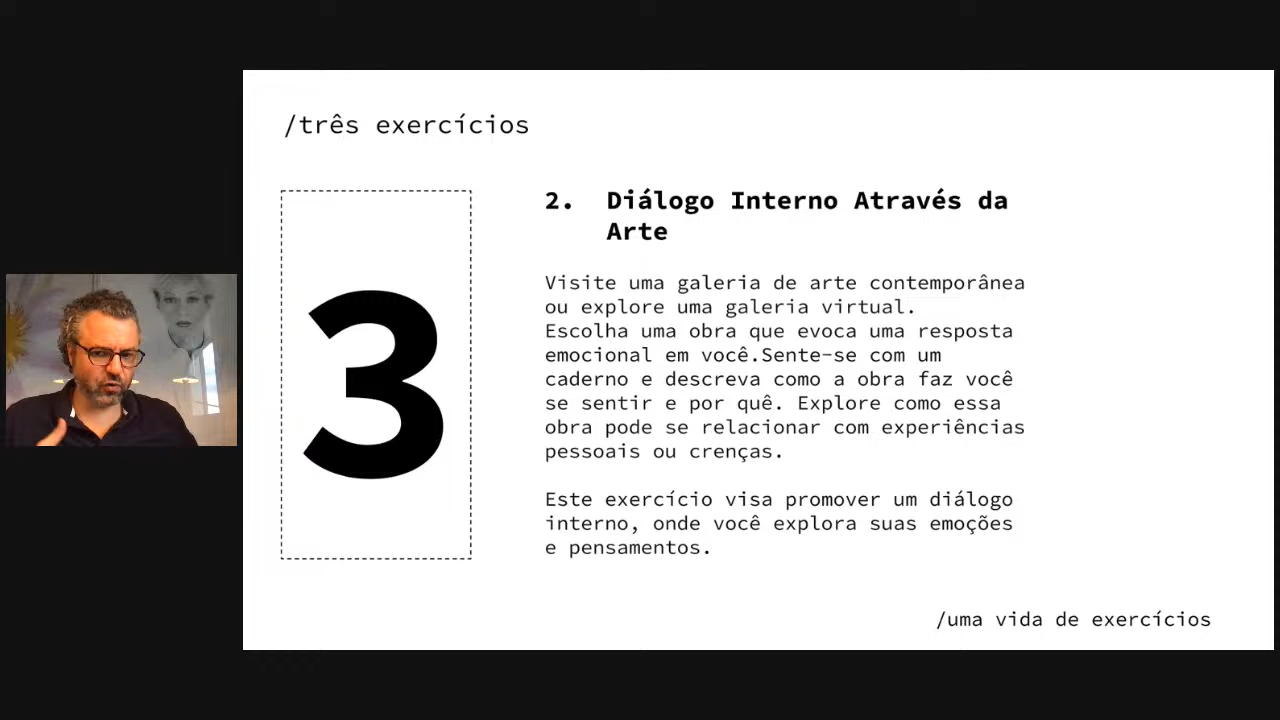 /três exercícios
3
2. Diálogo Interno Através da
Arte
Visite uma galeria de arte contemporânea
ou explore uma galeria virtual.
Escolha uma obra que evoca uma resposta
emocional em você.Sente-se com um
caderno e descreva como a obra faz você
se sentir e por quê. Explore como essa
obra pode se relacionar com experiências
pessoais ou crenças.
Este exercício visa promover um diálogo
interno, onde você explora suas emoções
e pensamentos.
/uma vida de exercícios